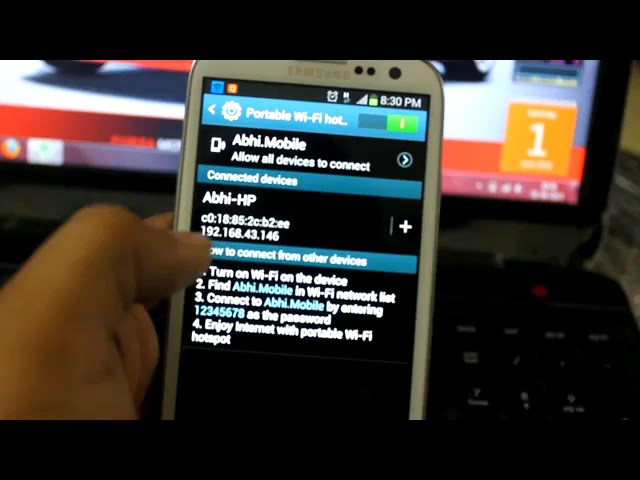 SAMSUNG
8:30 PM
Portable Wi-Fi hot..
Abhi.Mobile
Allow all devices to connect
Connected devices
Abhi-HP
c0:18:85:2c:b2:ee
192.168.43.146
ow to connect from other devices
1. Turn on Wi-Fi on the device
2. Find Abhi.Mobile in Wi-Fi network list
3. Connect to Abhi.Mobile by entering
12345678 as the password
4. Enjoy Internet with portable Wi-Fi
hotspot
1
7
8
9